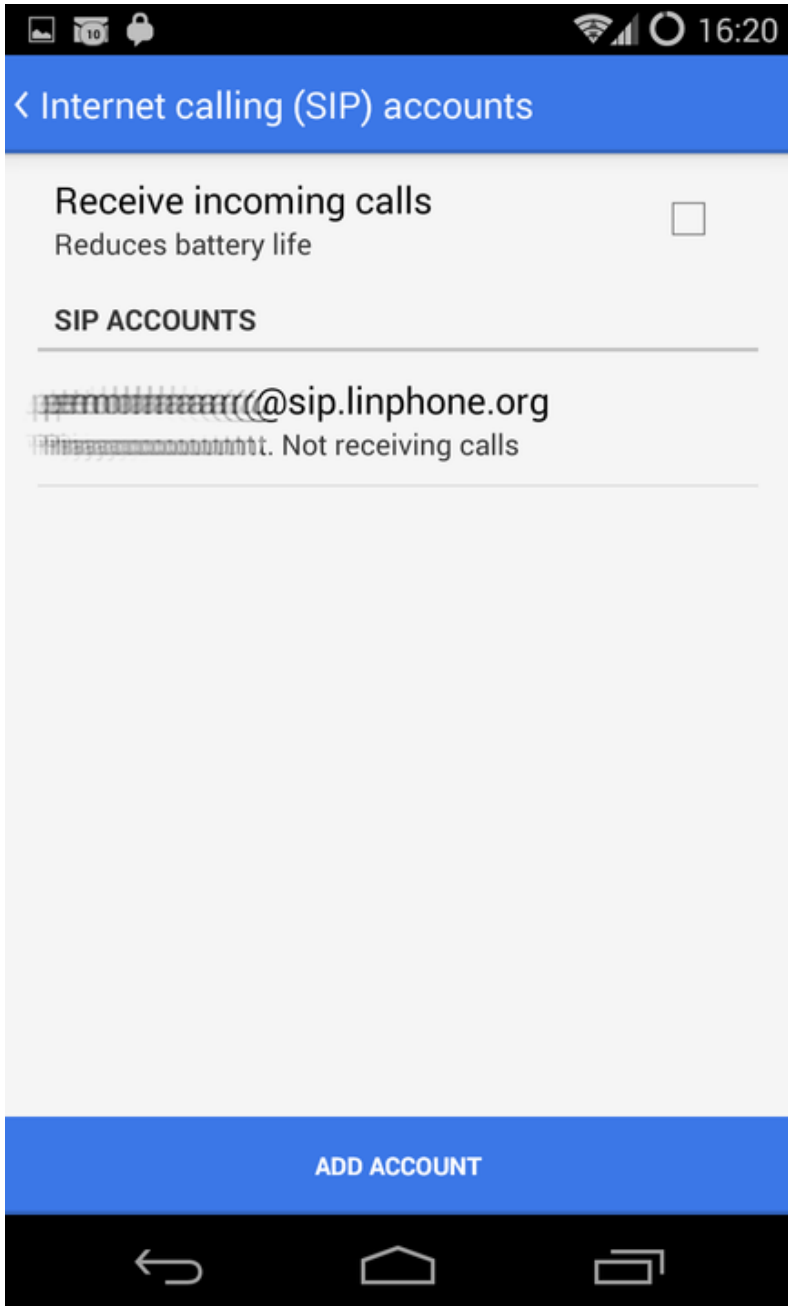 10 16:20
Internet calling (SIP) accounts
Receive incoming calls
Reduces battery life
SIP ACCOUNTS
@sip.linphone.org
Not receiving calls
ADD ACCOUNT